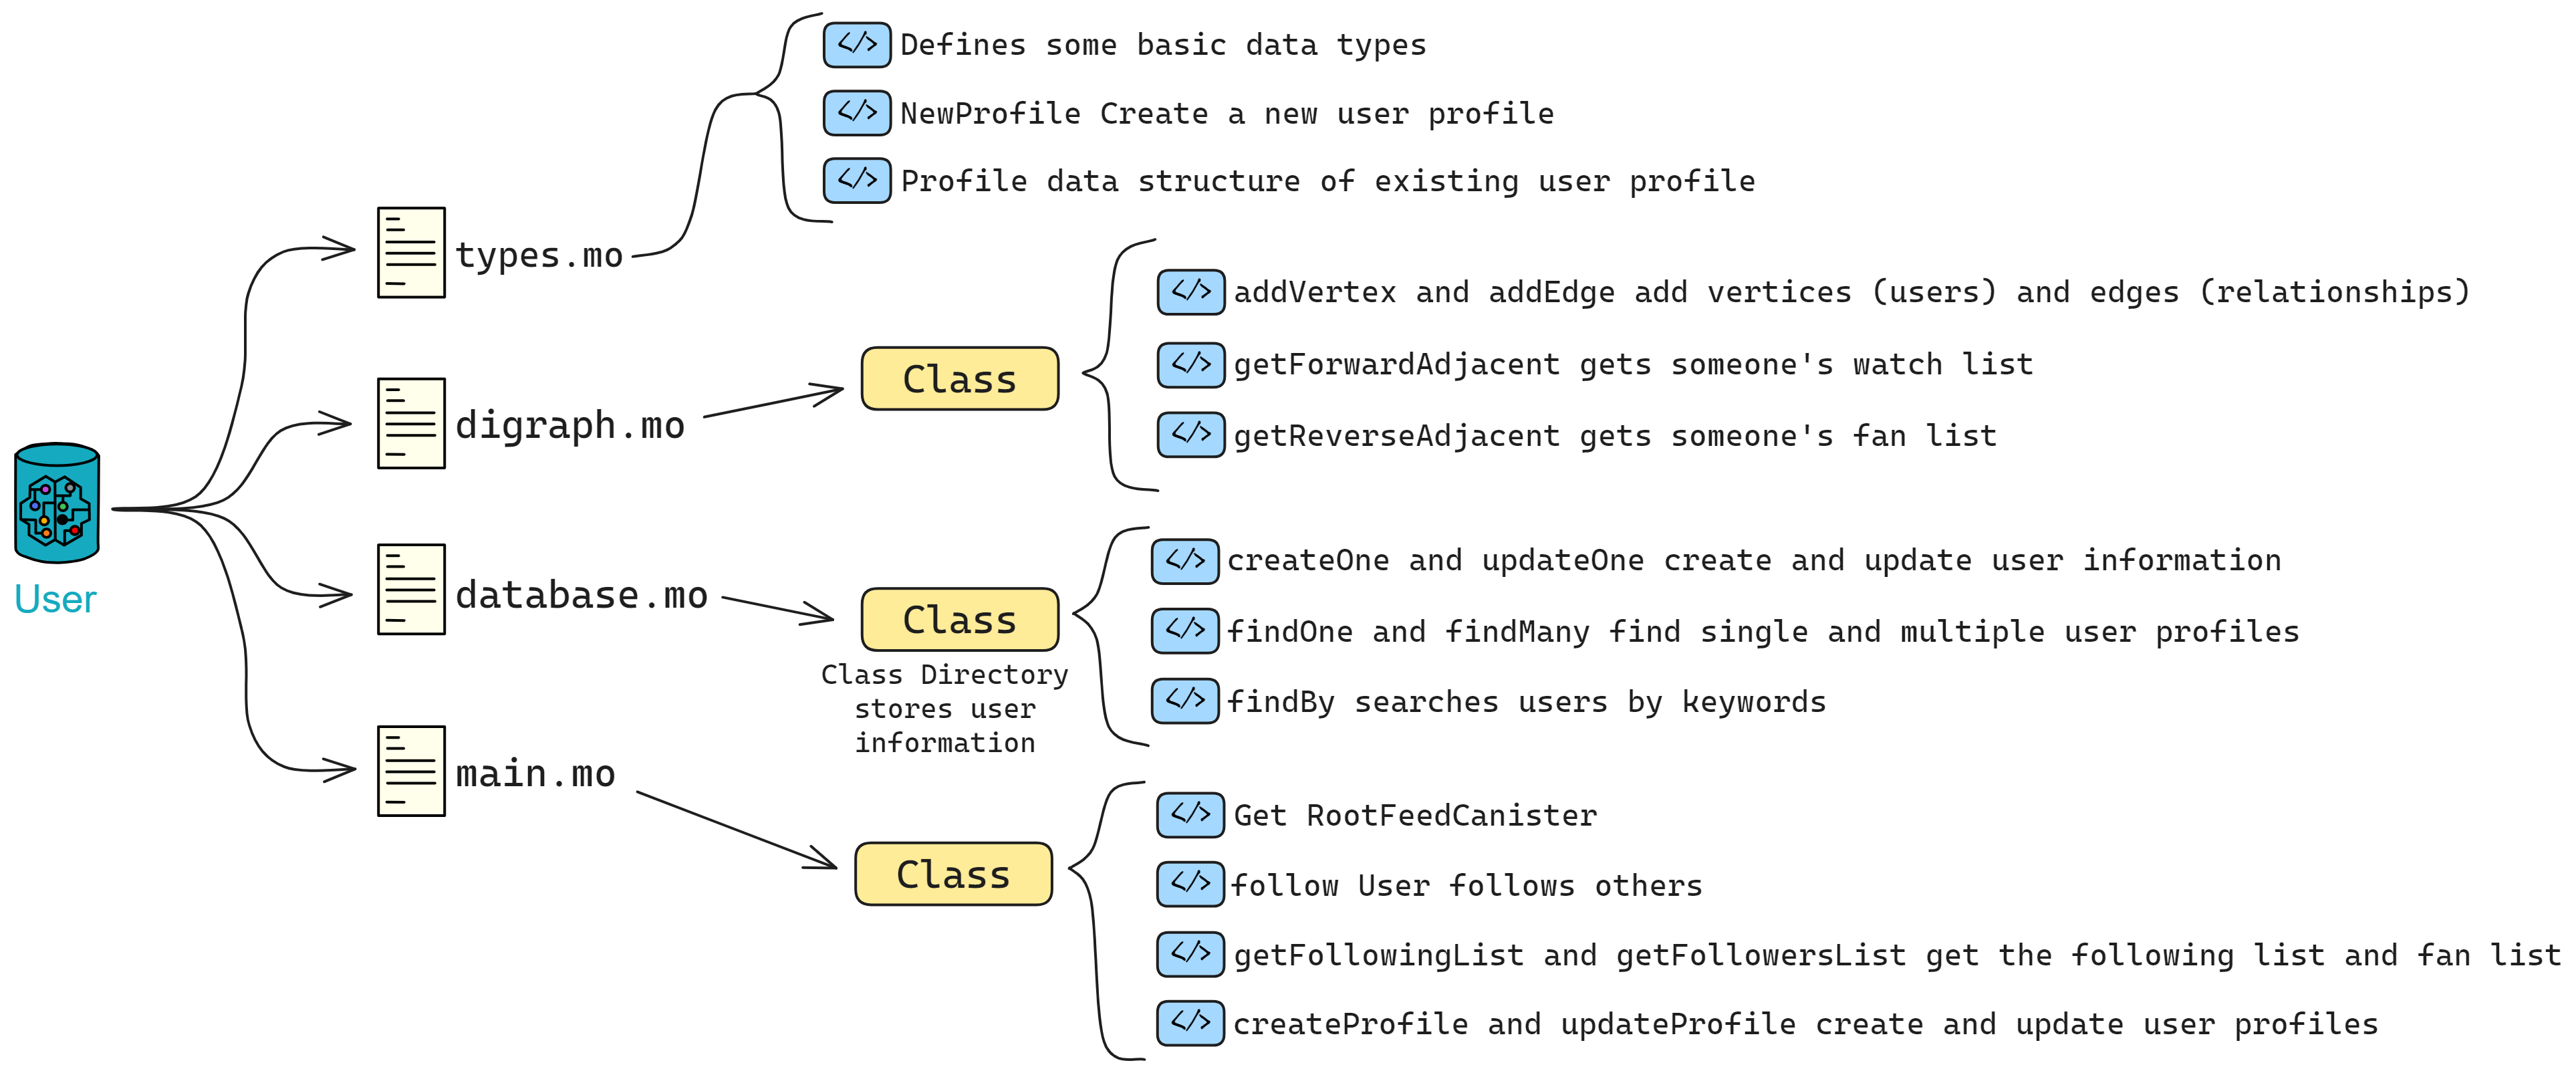 Defines some basic data types
NewProfile Create a new user profile
Profile data structure of existing user profile
types.mo
addVertex and addEdge add vertices (users) and edges (relationships)
getForwardAdjacent gets someone's watch list
getReverseAdjacent gets someone's fan list
Class
digraph.mo
User
createOne and updateOne create and update user information
findOne and findMany find single and multiple user profiles
findBy searches users by keywords
database.mo
Class
Class Directory
stores user
information
main.mo
Class
Get RootFeedCanister
follow User follows others
getFollowingList and getFollowersList get the following list and fan list
createProfile and updateProfile create and update user profiles